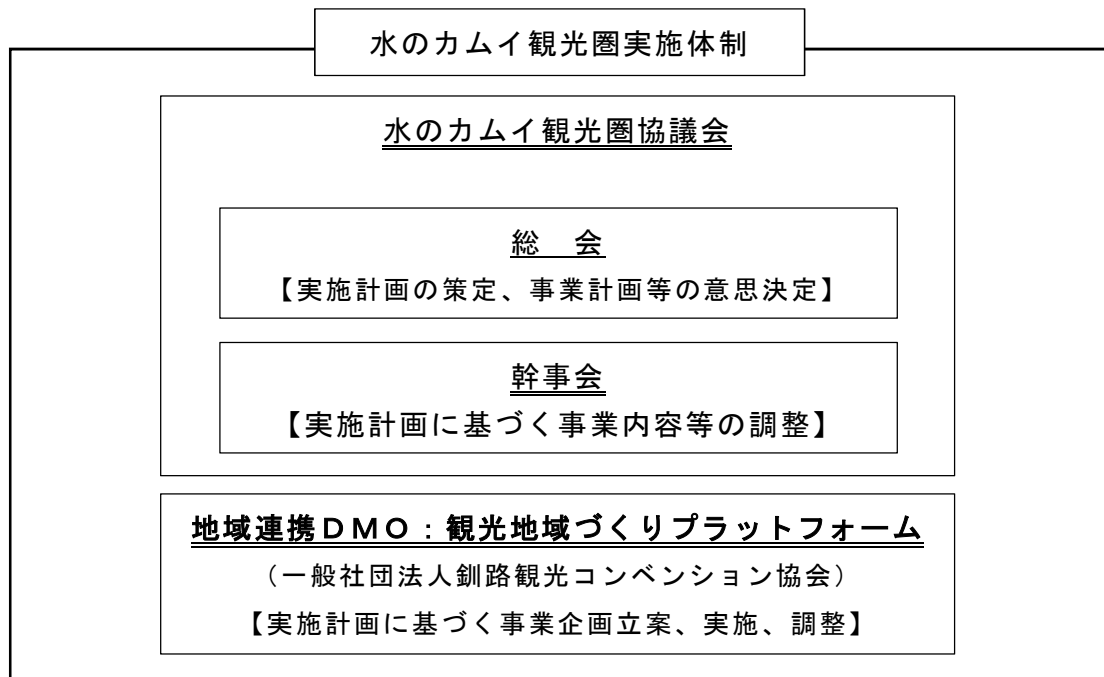 水のカムイ観光圏実施体制
水のカムイ観光圏協議会
総　会
【実施計画の策定、事業計画等の意思決定】
幹事会
【実施計画に基づく事業内容等の調整】
地域連携ＤＭＯ：観光地域づくりプラットフォーム
（一般社団法人釧路観光コンベンション協会）
【実施計画に基づく事業企画立案、実施、調整】